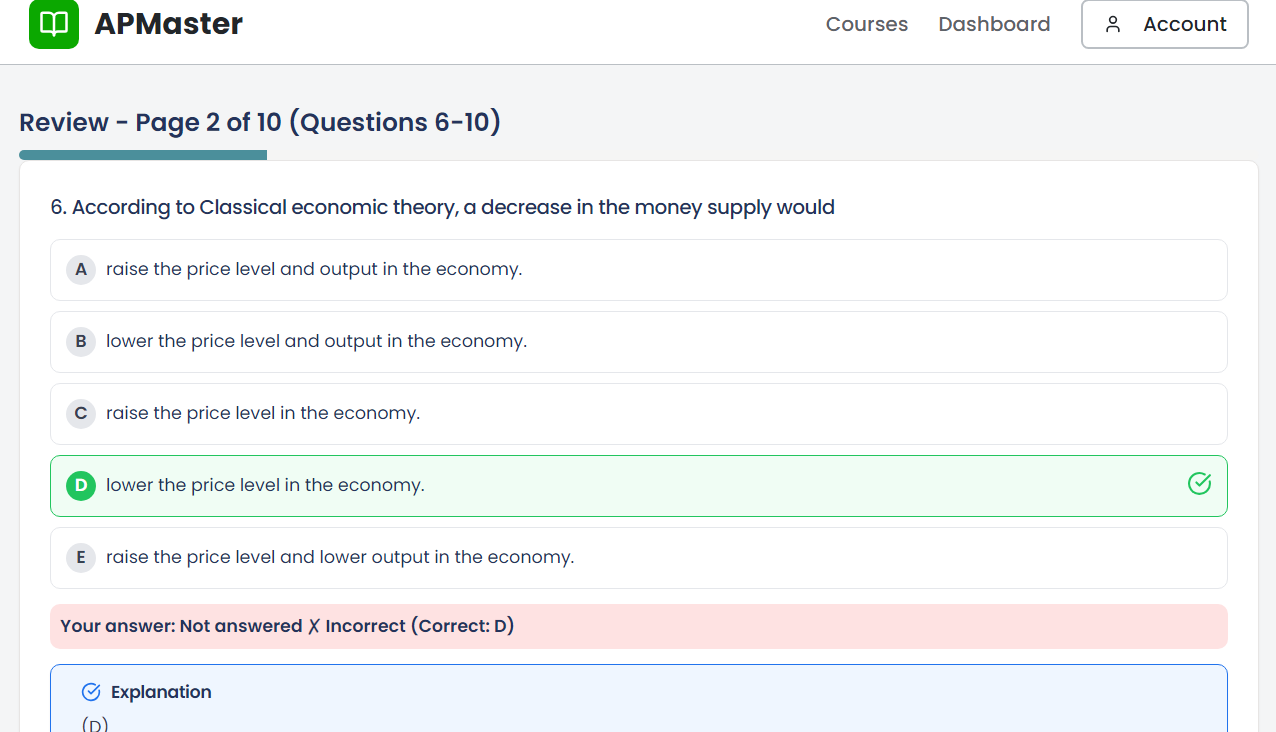 APMaster
Courses
Dashboard
Account
Review - Page 2 of 10 (Questions 6-10)
6. According to Classical economic theory, a decrease in the money supply would
A raise the price level and output in the economy.
B lower the price level and output in the economy.
C raise the price level in the economy.
D lower the price level in the economy.
E raise the price level and lower output in the economy.
Your answer: Not answered ✗ Incorrect (Correct: D)
Explanation
(D)